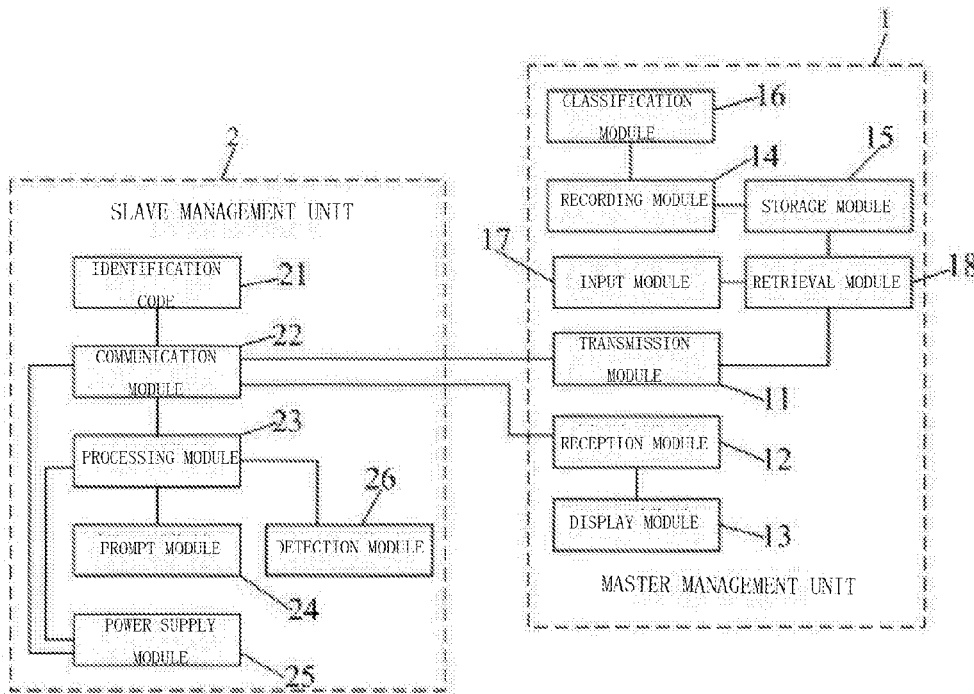 2
SLAVE MANAGEMENT UNIT
IDENTIFICATION
CODE
21
COMMUNICATION
MODULE
22
PROCESSING MODULE
23
PROMPT MODULE
24
DETECTION MODULE
26
POWER SUPPLY
MODULE
25
1
CLASSIFICATION
MODULE
16
RECORDING MODULE
14
STORAGE MODULE
15
INPUT MODULE
17
RETRIEVAL MODULE
18
TRANSMISSION
MODULE
11
RECEPTION MODULE
12
DISPLAY MODULE
13
MASTER MANAGEMENT UNIT